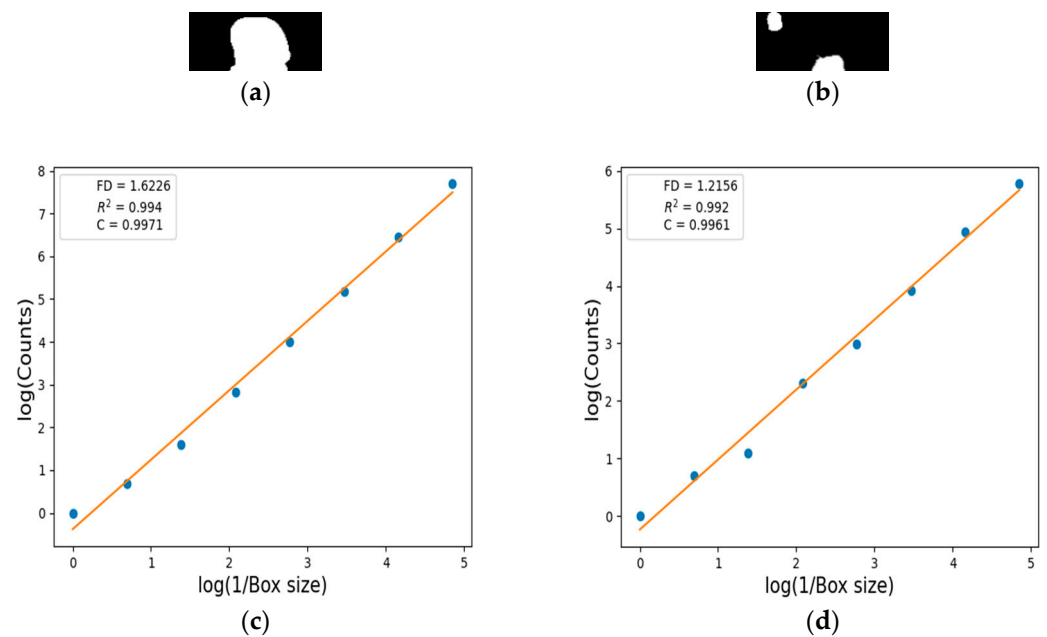 (a)
(b)
FD = 1.6226
R² = 0.994
C = 0.9971
8
7
6
5
4
3
2
1
0
log(Counts)
0 1 2 3 4 5
log(1/Box size)
(c)
FD = 1.2156
R² = 0.992
C = 0.9961
6
5
4
3
2
1
0
log(Counts)
0 1 2 3 4 5
log(1/Box size)
(d)